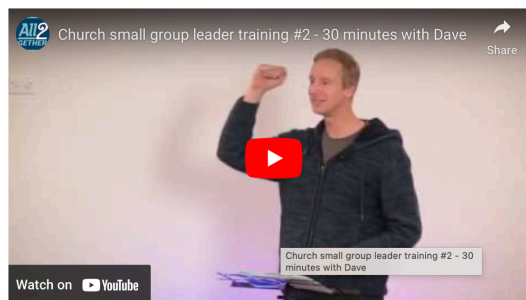 All2
GETHER
Church small group leader training #2 - 30 minutes with Dave
Share
Church small group leader training #2 - 30
minutes with Dave
Watch on YouTube